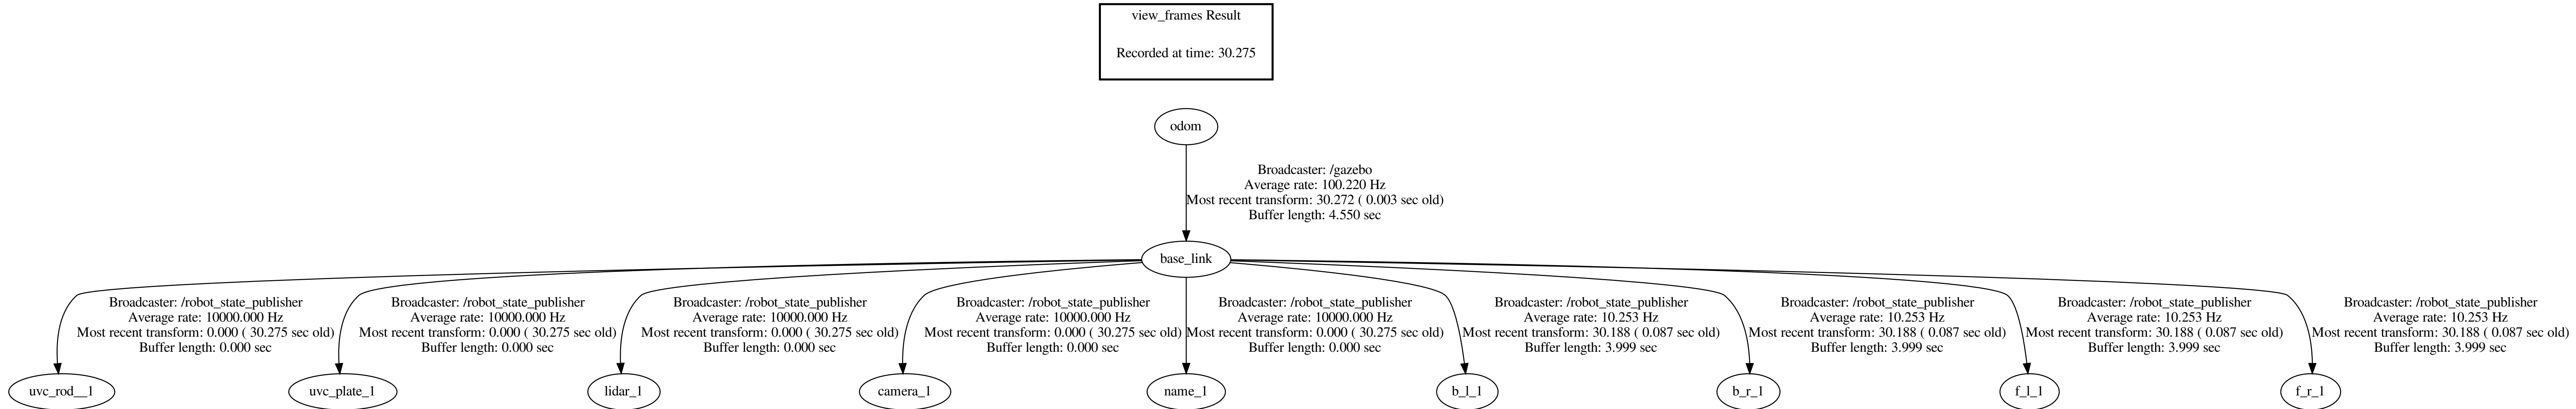 view_frames Result
Recorded at time: 30.275
odom
Broadcaster: /gazebo
Average rate: 100.220 Hz
Most recent transform: 30.272 ( 0.003 sec old)
Buffer length: 4.550 sec
base_link
Broadcaster: /robot_state_publisher
Average rate: 10000.000 Hz
Most recent transform: 0.000 ( 30.275 sec old)
Buffer length: 0.000 sec
Broadcaster: /robot_state_publisher
Average rate: 10000.000 Hz
Most recent transform: 0.000 ( 30.275 sec old)
Buffer length: 0.000 sec
Broadcaster: /robot_state_publisher
Average rate: 10000.000 Hz
Most recent transform: 0.000 ( 30.275 sec old)
Buffer length: 0.000 sec
Broadcaster: /robot_state_publisher
Average rate: 10000.000 Hz
Most recent transform: 0.000 ( 30.275 sec old)
Buffer length: 0.000 sec
Broadcaster: /robot_state_publisher
Average rate: 10000.000 Hz
Most recent transform: 0.000 ( 30.275 sec old)
Buffer length: 0.000 sec
Broadcaster: /robot_state_publisher
Average rate: 10.253 Hz
Most recent transform: 30.188 ( 0.087 sec old)
Buffer length: 3.999 sec
Broadcaster: /robot_state_publisher
Average rate: 10.253 Hz
Most recent transform: 30.188 ( 0.087 sec old)
Buffer length: 3.999 sec
Broadcaster: /robot_state_publisher
Average rate: 10.253 Hz
Most recent transform: 30.188 ( 0.087 sec old)
Buffer length: 3.999 sec
Broadcaster: /robot_state_publisher
Average rate: 10.253 Hz
Most recent transform: 30.188 ( 0.087 sec old)
Buffer length: 3.999 sec
uvc_rod__1
uvc_plate_1
lidar_1
camera_1
name_1
b_l_1
b_r_1
f_l_1
f_r_1